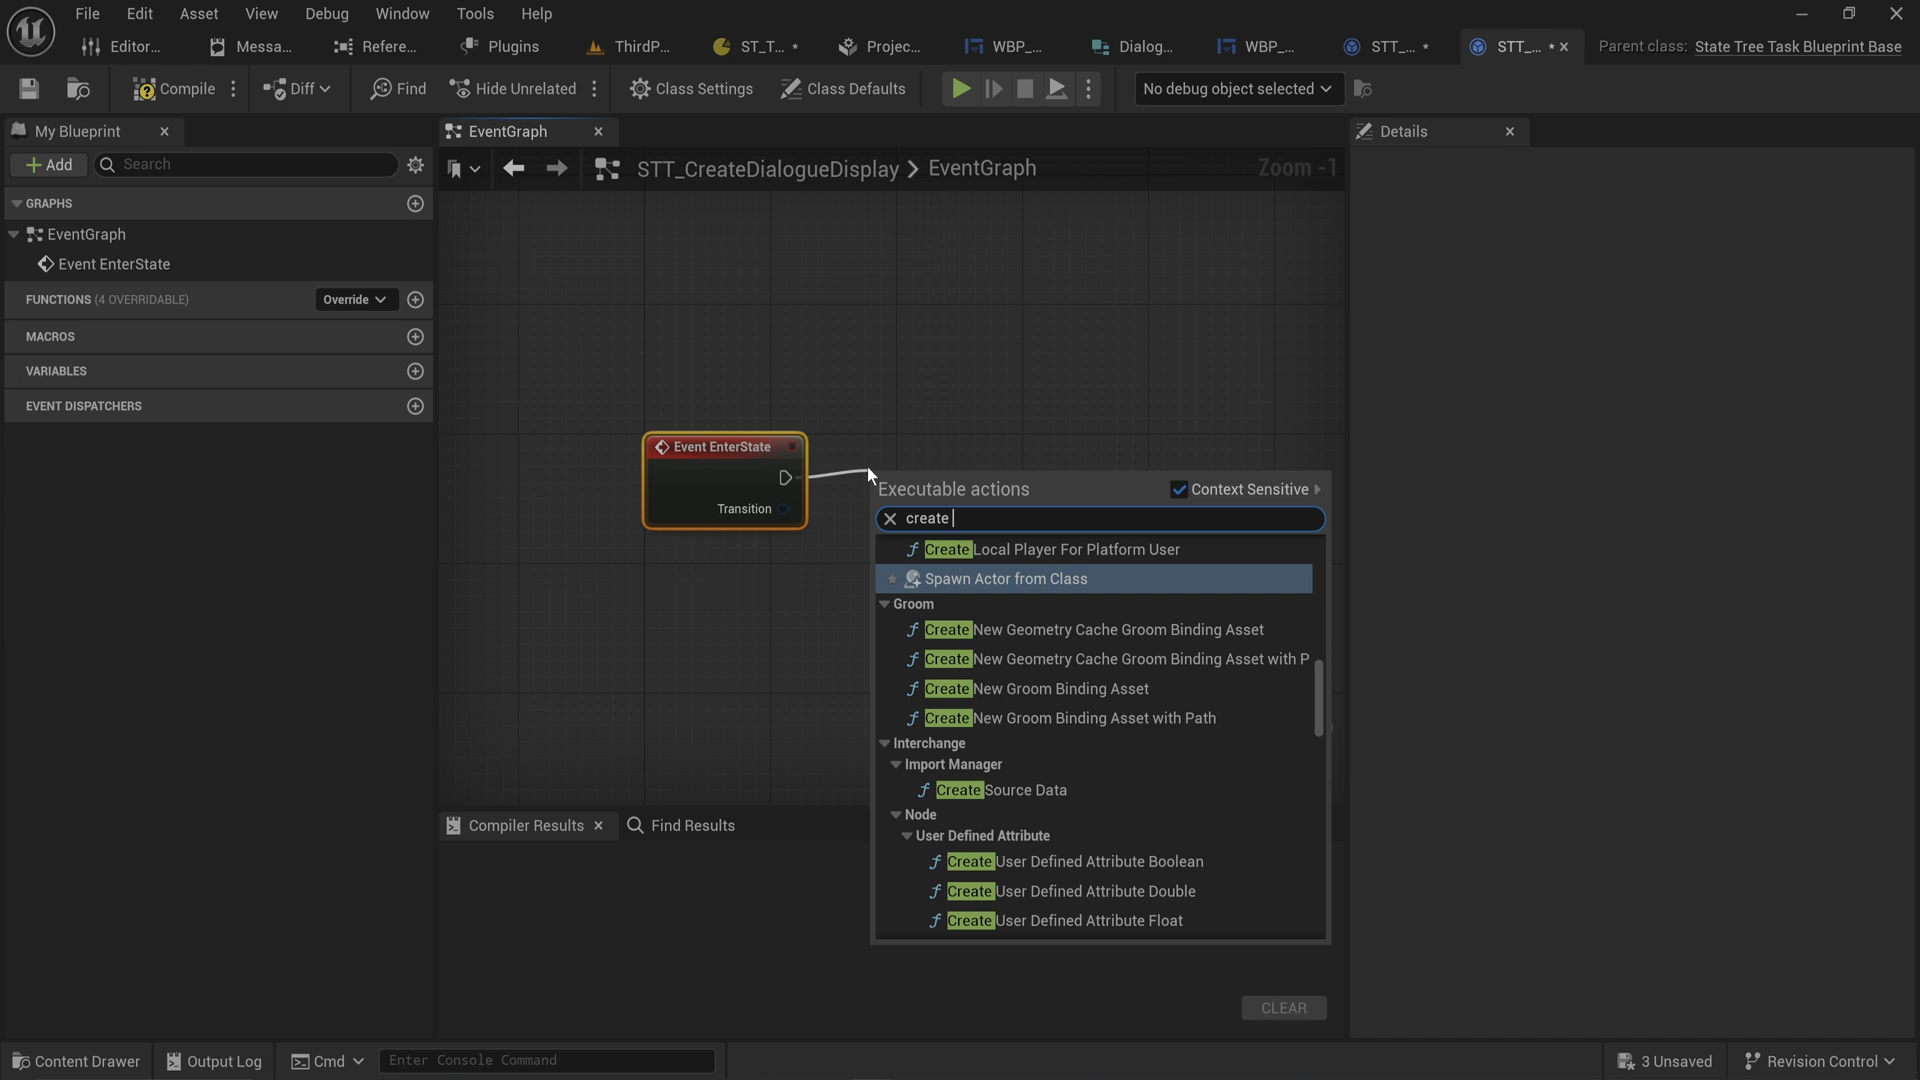 File Edit Asset View Debug Window Tools Help
Editor... Messa... Refere... Plugins ThirdP... ST_T... * Projec... WBP_... Dialog... WBP_... STT_... * STT_... * Parent class: State Tree Task Blueprint Base
Compile Diff Find Hide Unrelated Class Settings Class Defaults No debug object selected
My Blueprint EventGraph Details
Add Search
STT_CreateDialogueDisplay > EventGraph Zoom -1
GRAPHS
EventGraph
Event EnterState
FUNCTIONS (4 OVERRIDABLE) Override
MACROS
VARIABLES
EVENT DISPATCHERS
Event EnterState
Transition
Executable actions Context Sensitive
create
Create Local Player For Platform User
Spawn Actor from Class
Groom
Create New Geometry Cache Groom Binding Asset
Create New Geometry Cache Groom Binding Asset with P
Create New Groom Binding Asset
Create New Groom Binding Asset with Path
Interchange
Import Manager
Create Source Data
Node
User Defined Attribute
Create User Defined Attribute Boolean
Create User Defined Attribute Double
Create User Defined Attribute Float
Compiler Results Find Results
CLEAR
Content Drawer Output Log Cmd Enter Console Command 3 Unsaved Revision Control